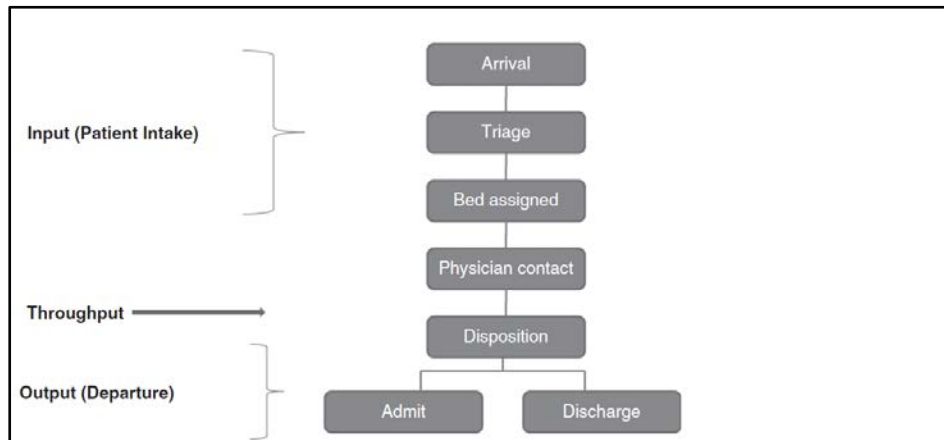 Arrival
Input (Patient Intake)
Triage
Bed assigned
Physician contact
Throughput
Disposition
Output (Departure)
Admit
Discharge